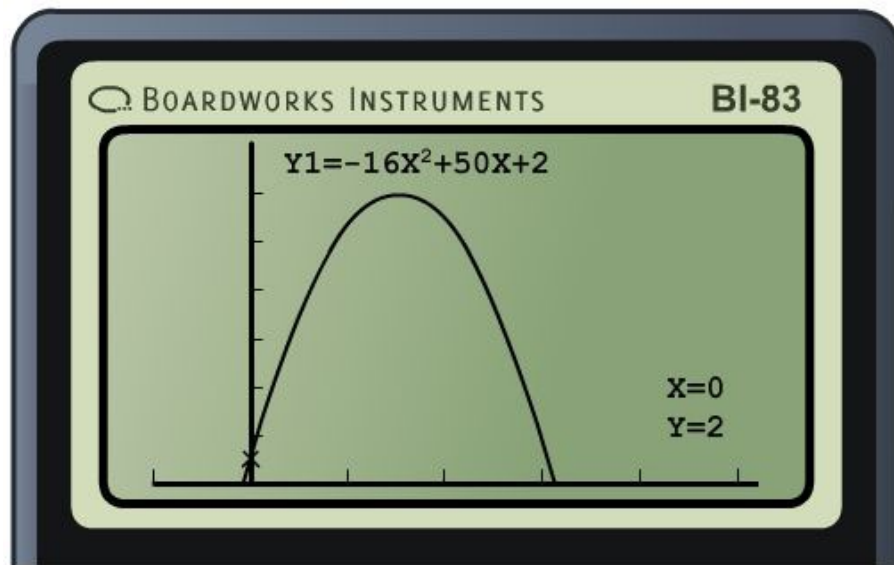 BOARDWORKS INSTRUMENTS BI-83
Y1=-16X²+50X+2
X=0
Y=2